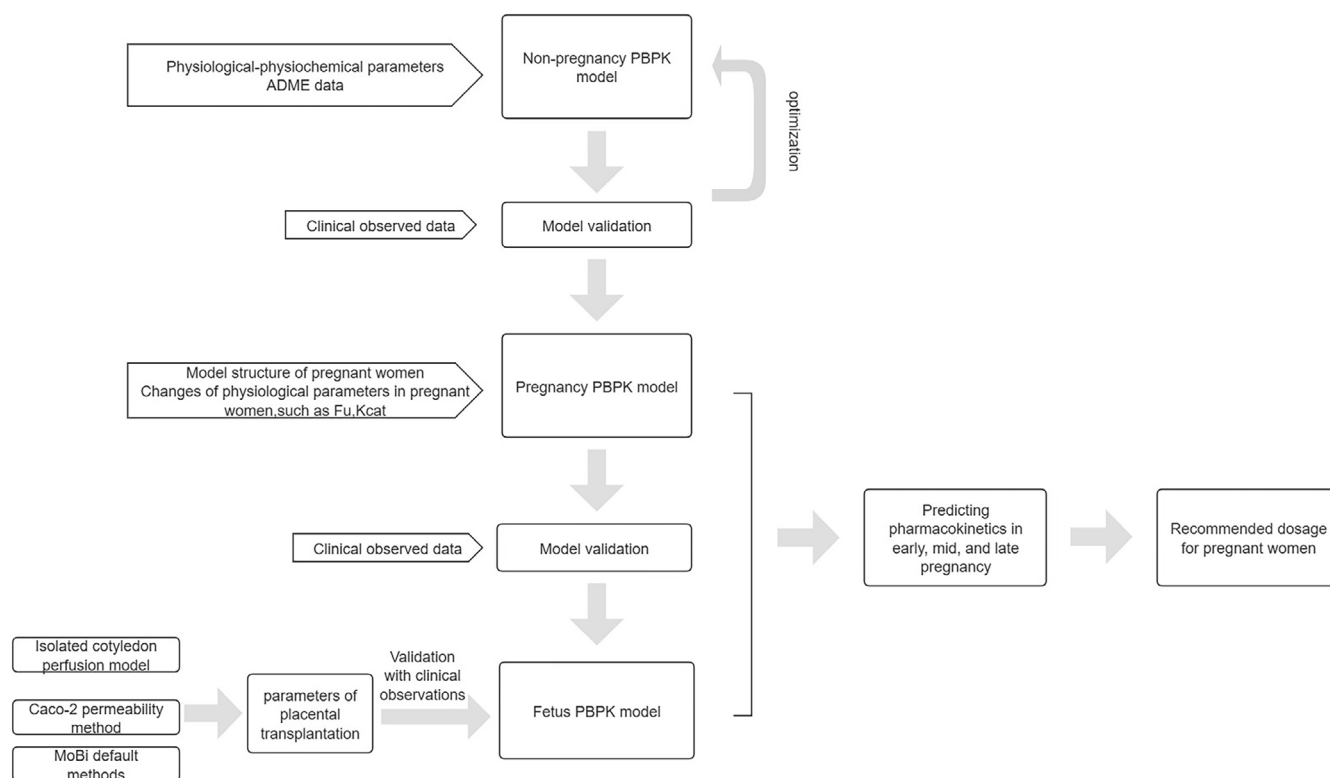 Physiological-physiochemical parameters
ADME data
Non-pregnancy PBPK
model
optimization
Clinical observed data
Model validation
Model structure of pregnant women
Changes of physiological parameters in pregnant
women,such as Fu,Kcat
Pregnancy PBPK model
Clinical observed data
Model validation
Predicting
pharmacokinetics in
early, mid, and late
pregnancy
Recommended dosage
for pregnant women
Isolated cotyledon
perfusion model
Caco-2 permeability
method
MoBi default
methods
parameters of
placental
transplantation
Validation
with clinical
observations
Fetus PBPK model